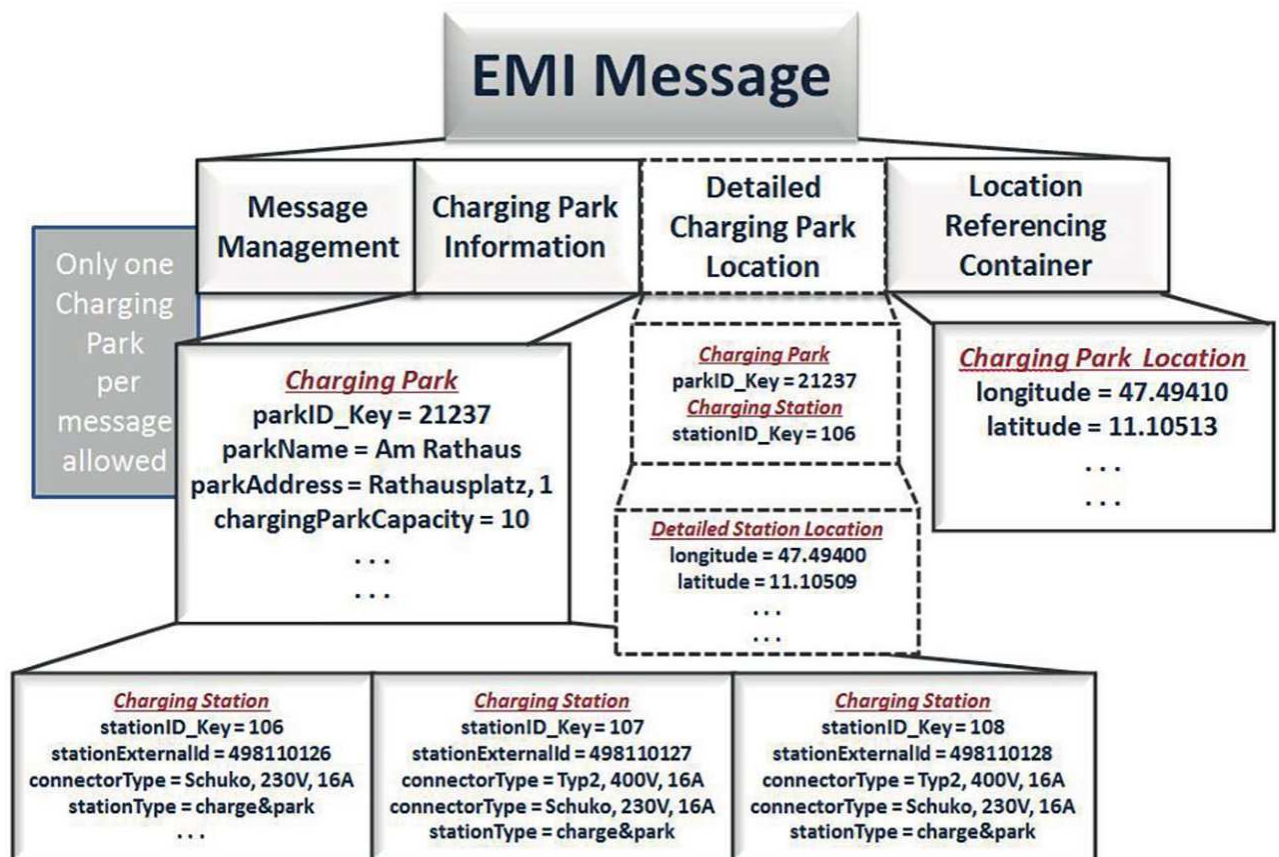 EMI Message
Message
Management
Charging Park
Information
Detailed
Charging Park
Location
Location
Referencing
Container
Only one
Charging
Park
per
message
allowed
Charging Park
parkID_Key = 21237
parkName = Am Rathaus
parkAddress = Rathausplatz, 1
chargingParkCapacity = 10
. . .
. . .
Charging Park
parkID_Key = 21237
Charging Station
stationID_Key = 106
Detailed Station Location
longitude = 47.49400
latitude = 11.10509
. . .
. . .
Charging Park Location
longitude = 47.49410
latitude = 11.10513
. . .
. . .
Charging Station
stationID_Key = 106
stationExternalId = 498110126
connectorType = Schuko, 230V, 16A
stationType = charge&park
. . .
Charging Station
stationID_Key = 107
stationExternalId = 498110127
connectorType = Typ2, 400V, 16A
connectorType = Schuko, 230V, 16A
stationType = charge&park
Charging Station
stationID_Key = 108
stationExternalId = 498110128
connectorType = Typ2, 400V, 16A
connectorType = Schuko, 230V, 16A
stationType = charge&park